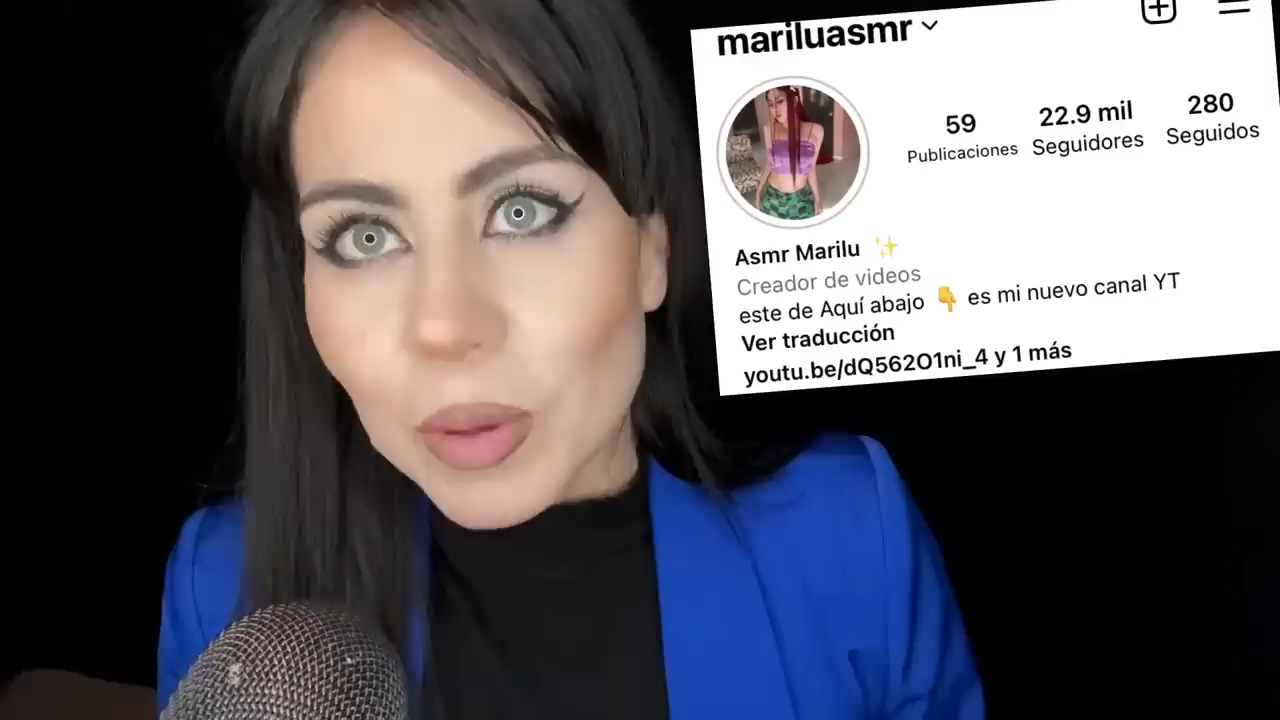 mariluasmr
59 22.9 mil 280
Publicaciones Seguidores Seguidos
Asmr Marilu ✨
Creador de videos
este de Aquí abajo 👇 es mi nuevo canal YT
Ver traducción
youtu.be/dQ562O1ni_4 y 1 más